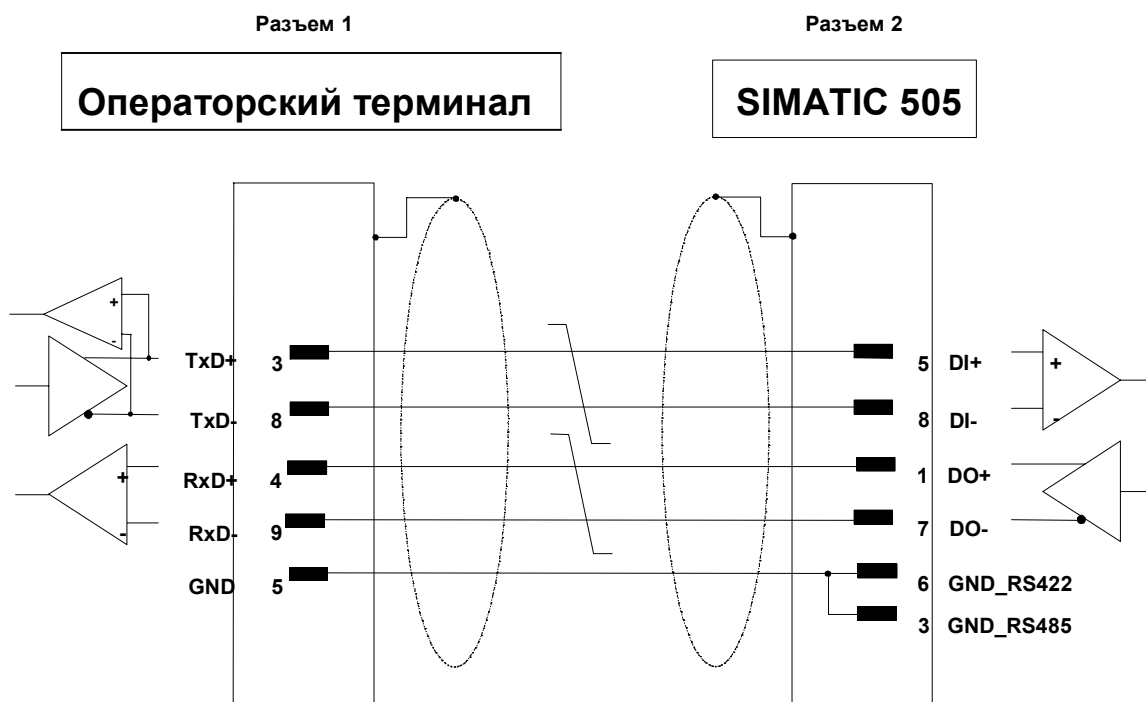 Разъем 1
Разъем 2
Операторский терминал
SIMATIC 505
+
-
TxD+ 3
5 DI+
+
TxD- 8
8 DI-
-
+
RxD+ 4
1 DO+
-
RxD- 9
7 DO-
GND 5
6 GND_RS422
3 GND_RS485